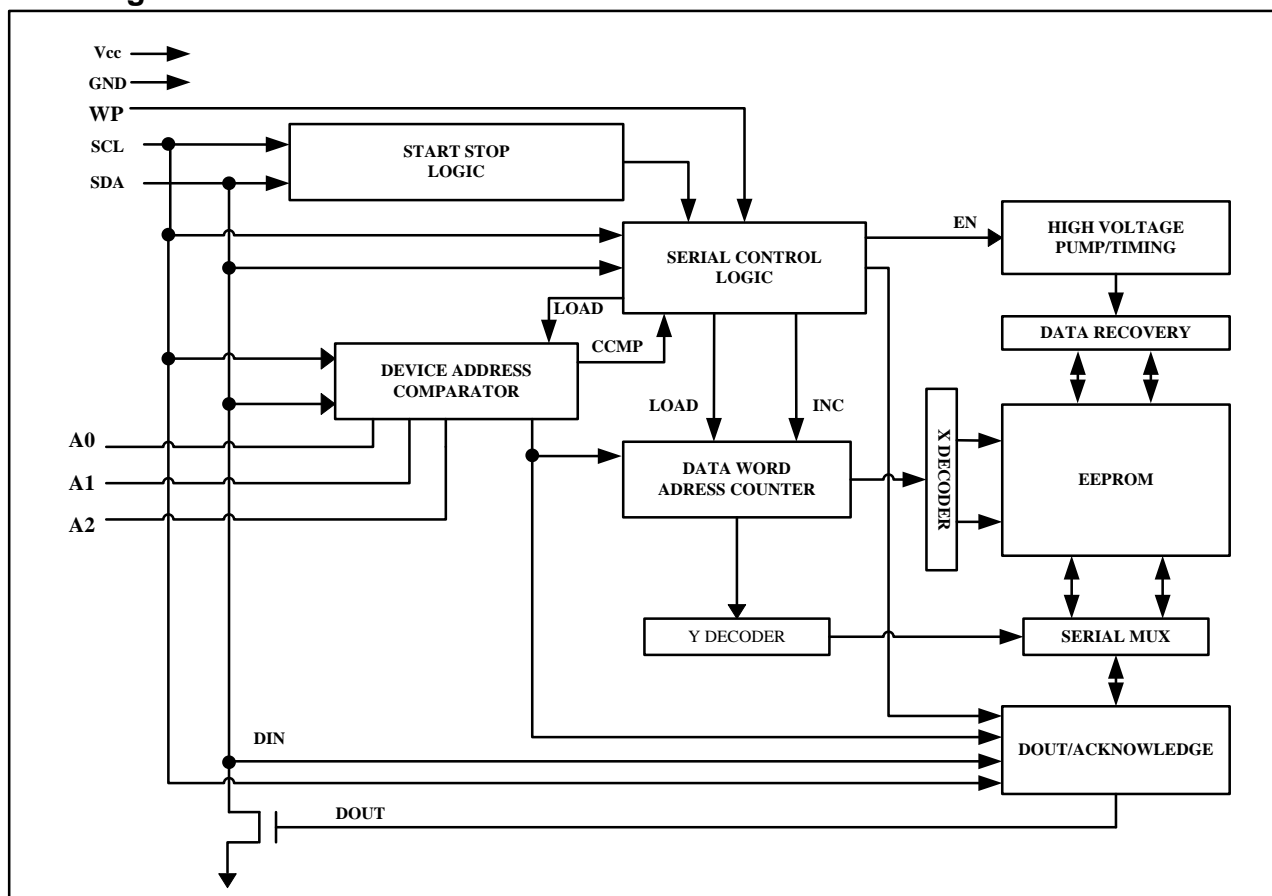 Vcc
GND
WP
SCL
SDA
START STOP
LOGIC
SERIAL CONTROL
LOGIC
EN
HIGH VOLTAGE
PUMP/TIMING
LOAD
CCMP
DATA RECOVERY
DEVICE ADDRESS
COMPARATOR
LOAD
INC
A0
A1
A2
DATA WORD
ADRESS COUNTER
X DECODER
EEPROM
Y DECODER
SERIAL MUX
DIN
DOUT/ACKNOWLEDGE
DOUT